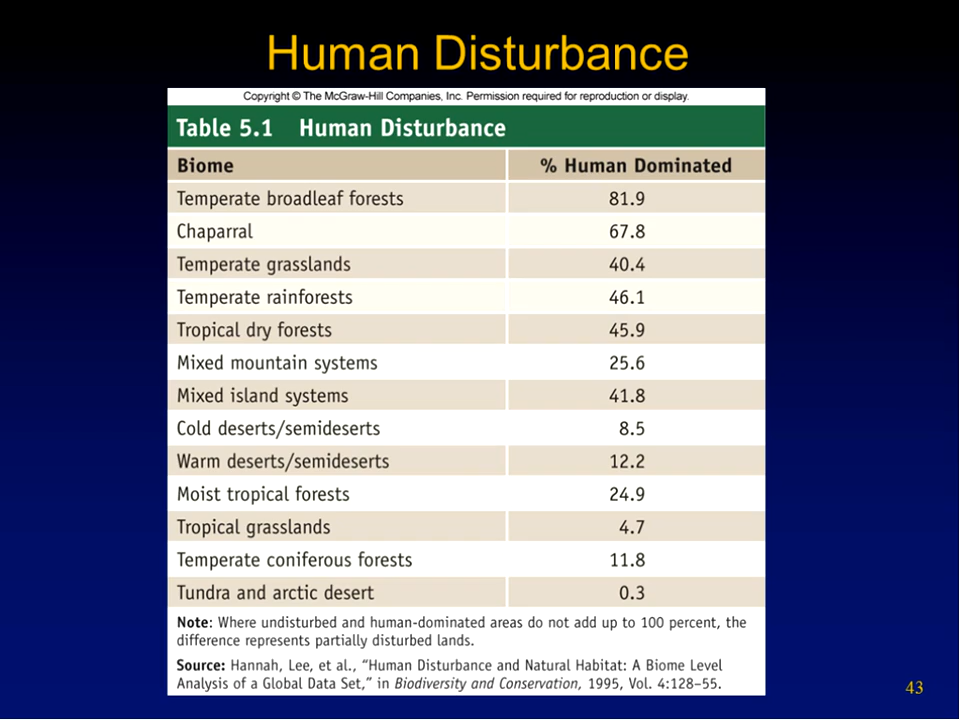 Human Disturbance
Copyright © The McGraw-Hill Companies, Inc. Permission required for reproduction or display.
Table 5.1 Human Disturbance
Biome % Human Dominated
Temperate broadleaf forests 81.9
Chaparral 67.8
Temperate grasslands 40.4
Temperate rainforests 46.1
Tropical dry forests 45.9
Mixed mountain systems 25.6
Mixed island systems 41.8
Cold deserts/semideserts 8.5
Warm deserts/semideserts 12.2
Moist tropical forests 24.9
Tropical grasslands 4.7
Temperate coniferous forests 11.8
Tundra and arctic desert 0.3
Note: Where undisturbed and human-dominated areas do not add up to 100 percent, the
difference represents partially disturbed lands.
Source: Hannah, Lee, et al., “Human Disturbance and Natural Habitat: A Biome Level
Analysis of a Global Data Set,” in Biodiversity and Conservation, 1995, Vol. 4:128–55.
43